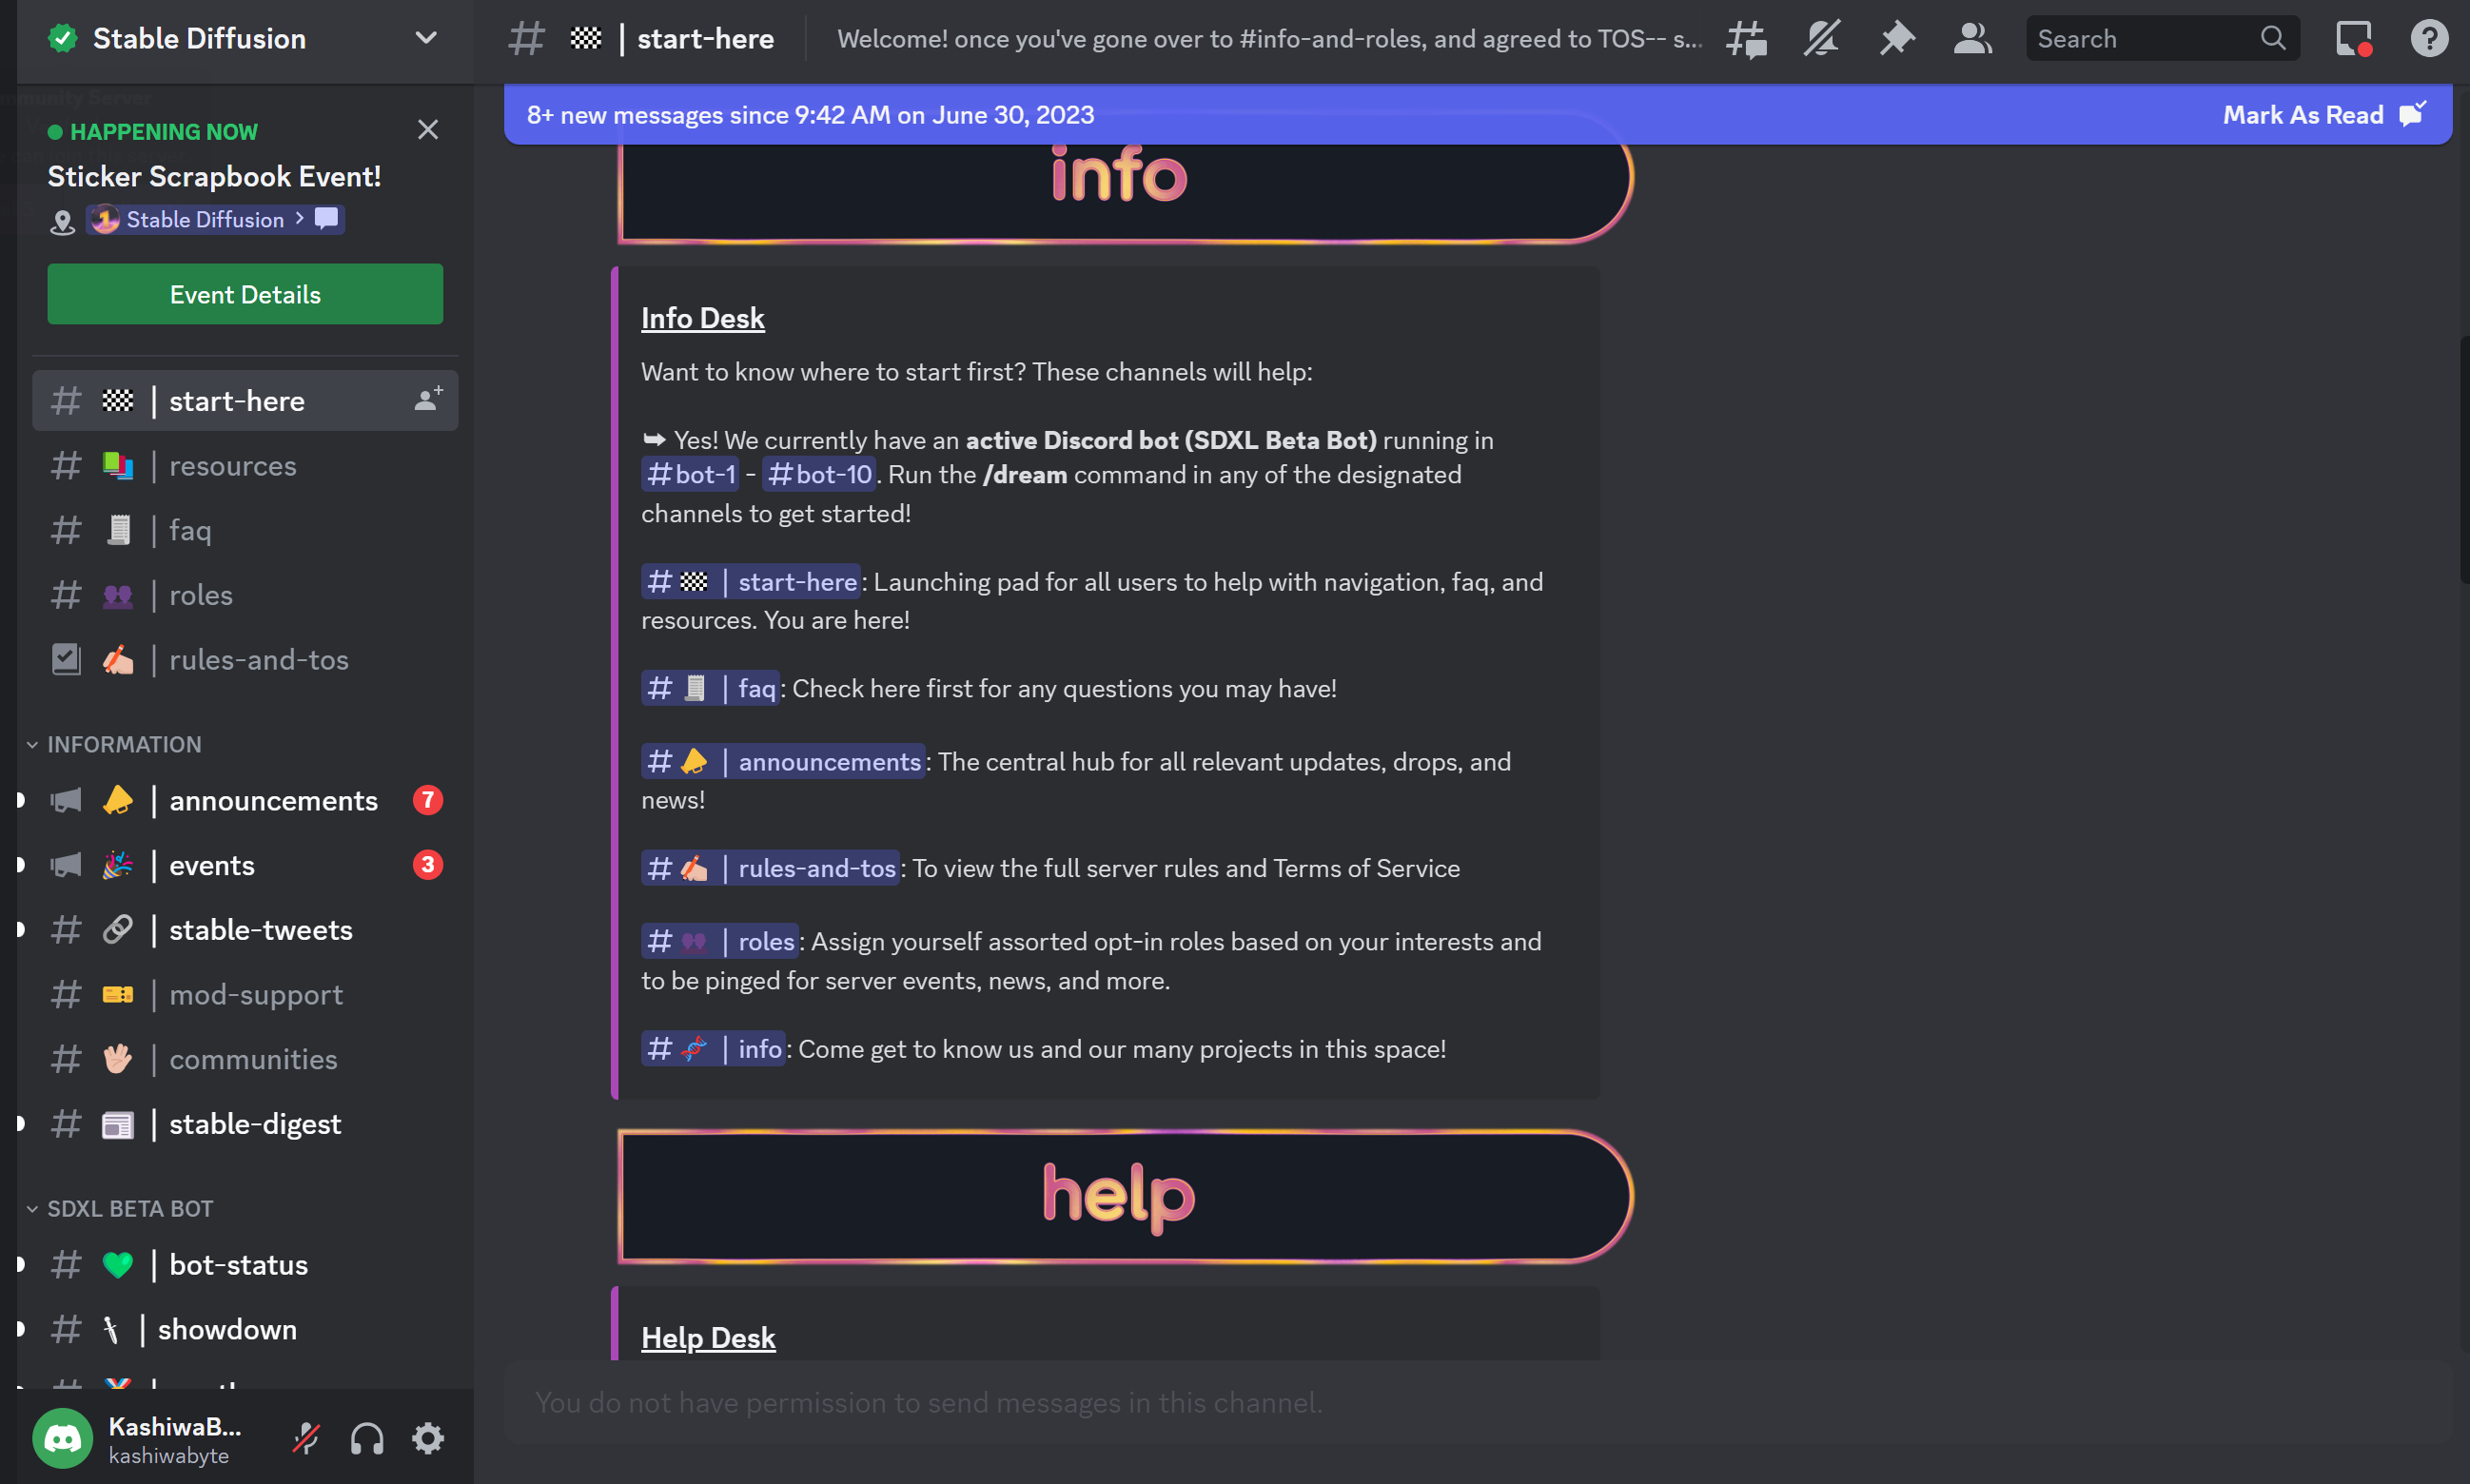 Stable Diffusion
HAPPENING NOW
Sticker Scrapbook Event!
Stable Diffusion
Event Details
start-here
resources
faq
roles
rules-and-tos
INFORMATION
announcements 7
events 3
stable-tweets
mod-support
communities
stable-digest
SDXL BETA BOT
bot-status
showdown
KashiwaB...
kashiwabyte
| start-here
Welcome! once you've gone over to #info-and-roles, and agreed to TOS-- s...
Search
8+ new messages since 9:42 AM on June 30, 2023
Mark As Read
info
Info Desk
Want to know where to start first? These channels will help:
➥ Yes! We currently have an active Discord bot (SDXL Beta Bot) running in
#bot-1 - #bot-10. Run the /dream command in any of the designated
channels to get started!
# 🏁 | start-here: Launching pad for all users to help with navigation, faq, and
resources. You are here!
# 🧾 | faq: Check here first for any questions you may have!
# 📣 | announcements: The central hub for all relevant updates, drops, and
news!
# ✍🏻 | rules-and-tos: To view the full server rules and Terms of Service
# 👥 | roles: Assign yourself assorted opt-in roles based on your interests and
to be pinged for server events, news, and more.
# 🧬 | info: Come get to know us and our many projects in this space!
help
Help Desk
You do not have permission to send messages in this channel.